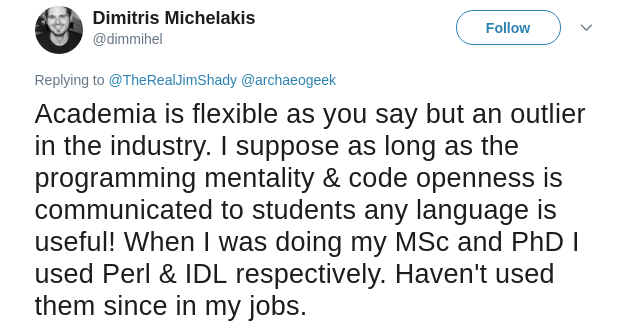 Dimitris Michelakis
@dimmihel
Follow
Replying to @TheRealJimShady @archaeogeek
Academia is flexible as you say but an outlier
in the industry. I suppose as long as the
programming mentality & code openness is
communicated to students any language is
useful! When I was doing my MSc and PhD I
used Perl & IDL respectively. Haven't used
them since in my jobs.